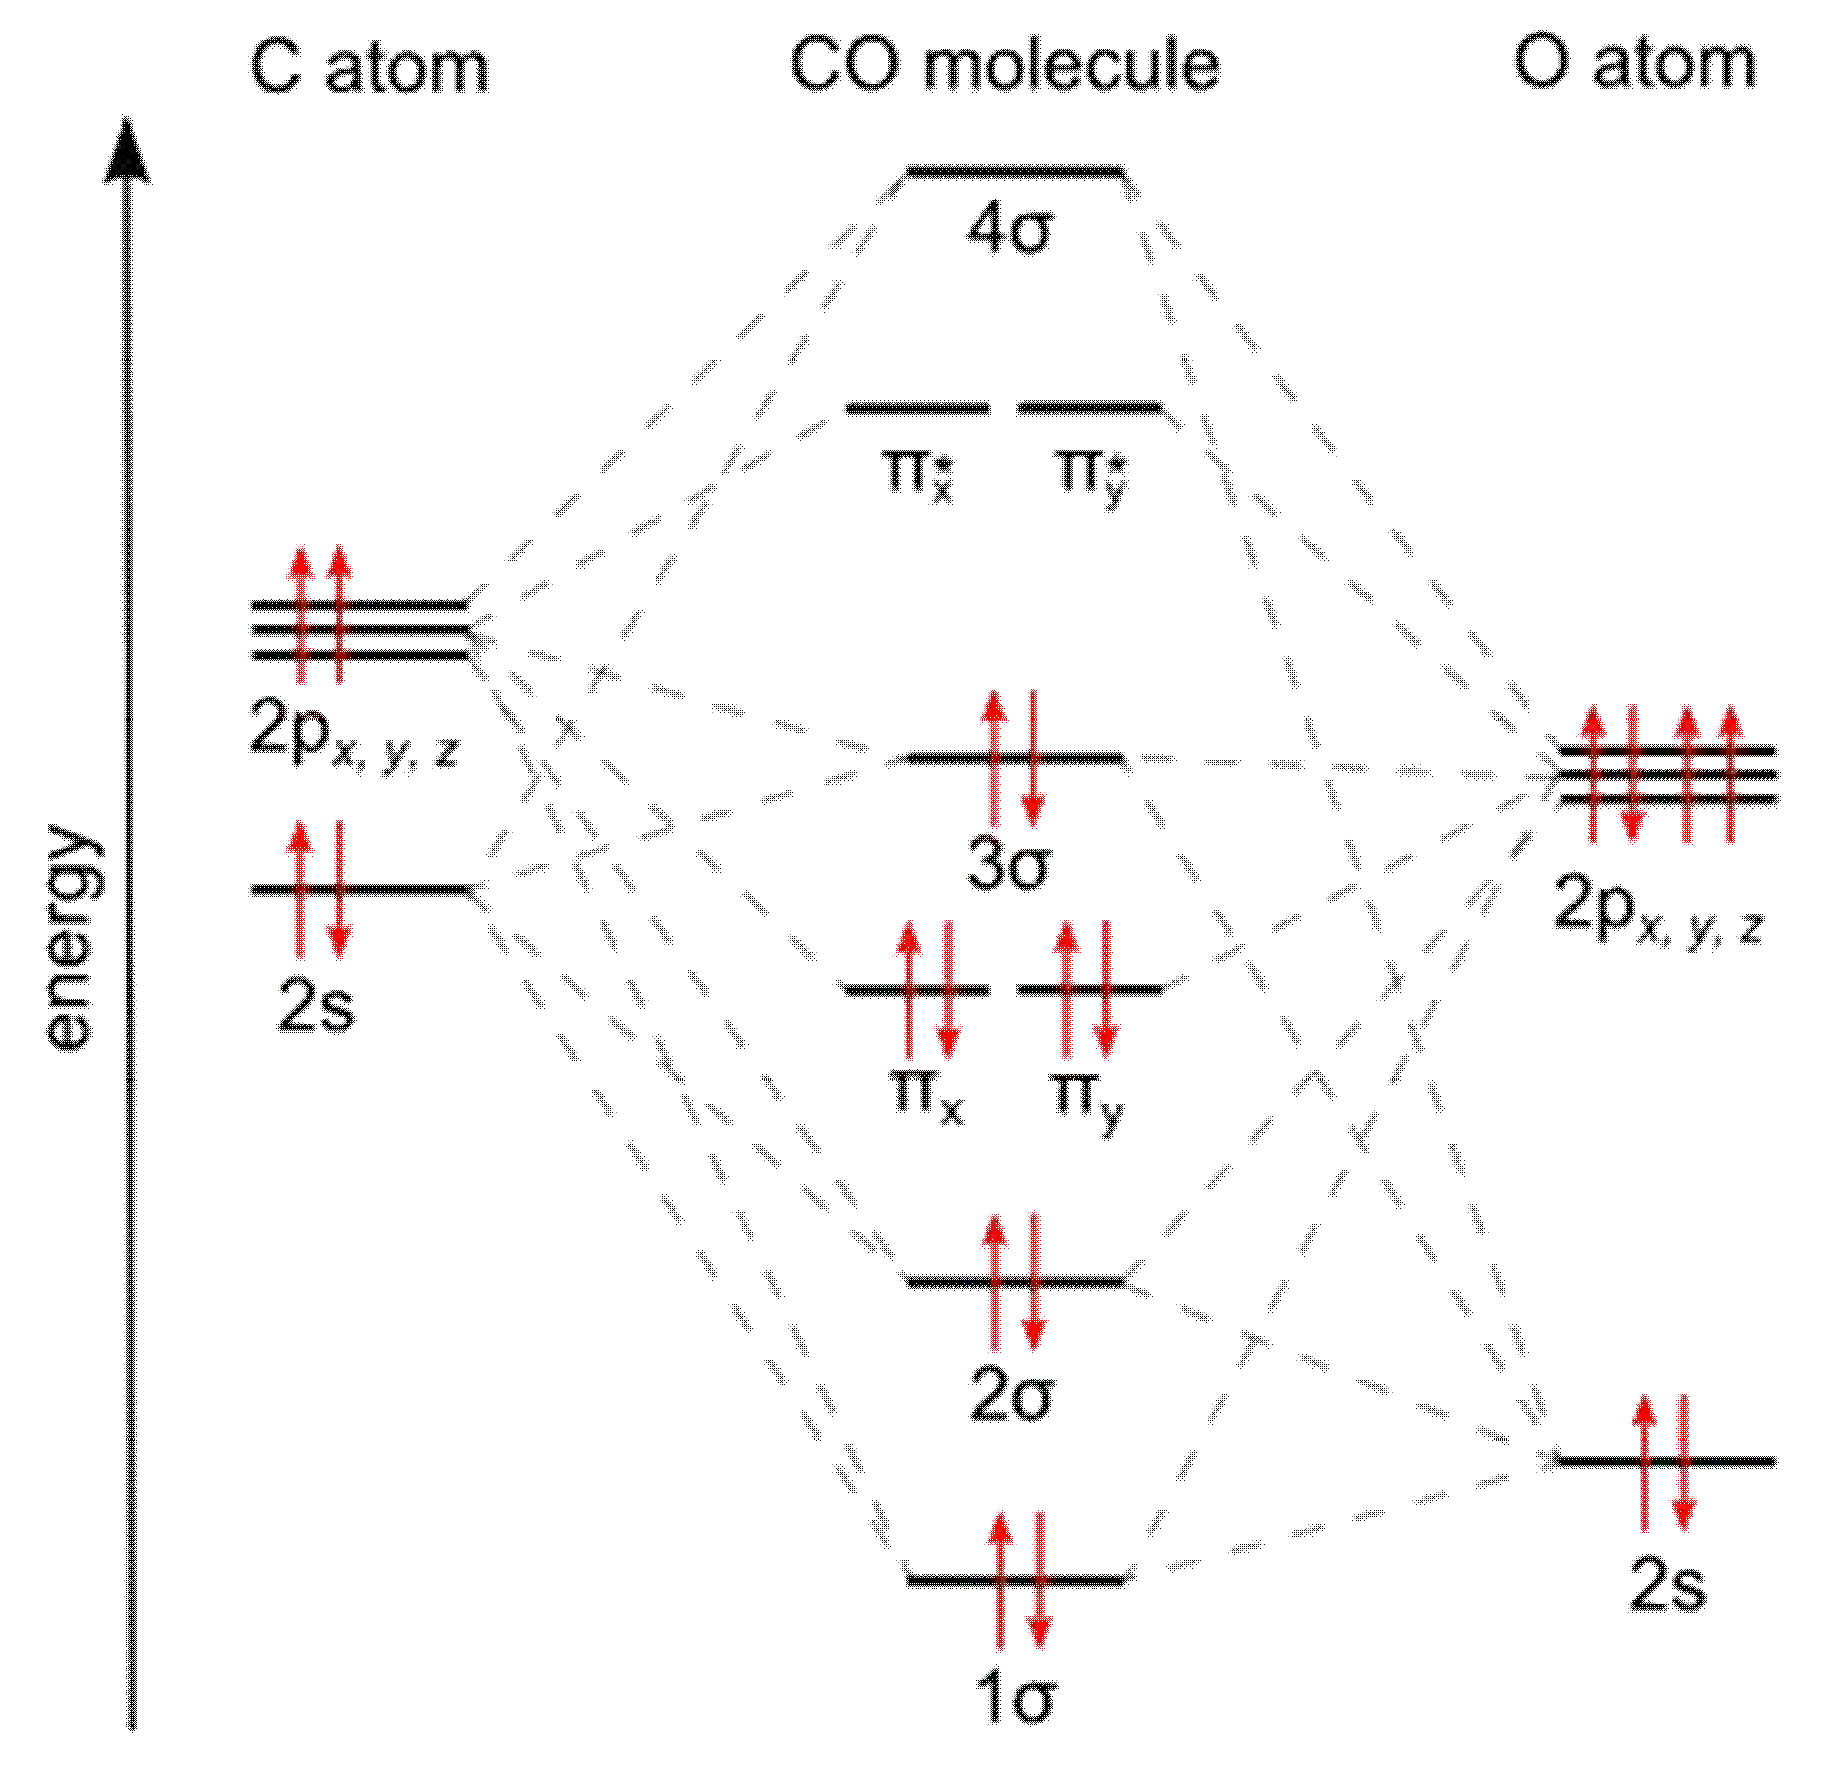 C atom
CO molecule
O atom
4σ
π*x
π*y
2px, y, z
3σ
2px, y, z
2s
πx
πy
energy
2σ
2s
1σ